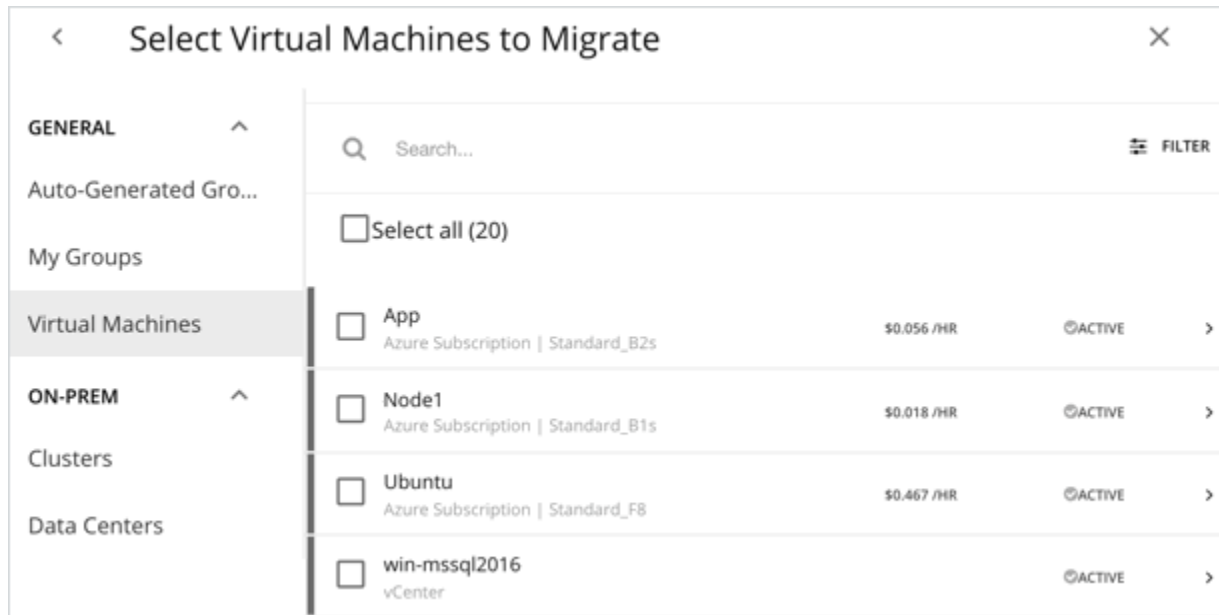 Select Virtual Machines to Migrate
GENERAL
Auto-Generated Gro...
My Groups
Virtual Machines
ON-PREM
Clusters
Data Centers
Search...
FILTER
Select all (20)
App
Azure Subscription | Standard_B2s
$0.056 /HR
ACTIVE
Node1
Azure Subscription | Standard_B1s
$0.018 /HR
ACTIVE
Ubuntu
Azure Subscription | Standard_F8
$0.467 /HR
ACTIVE
win-mssql2016
vCenter
ACTIVE